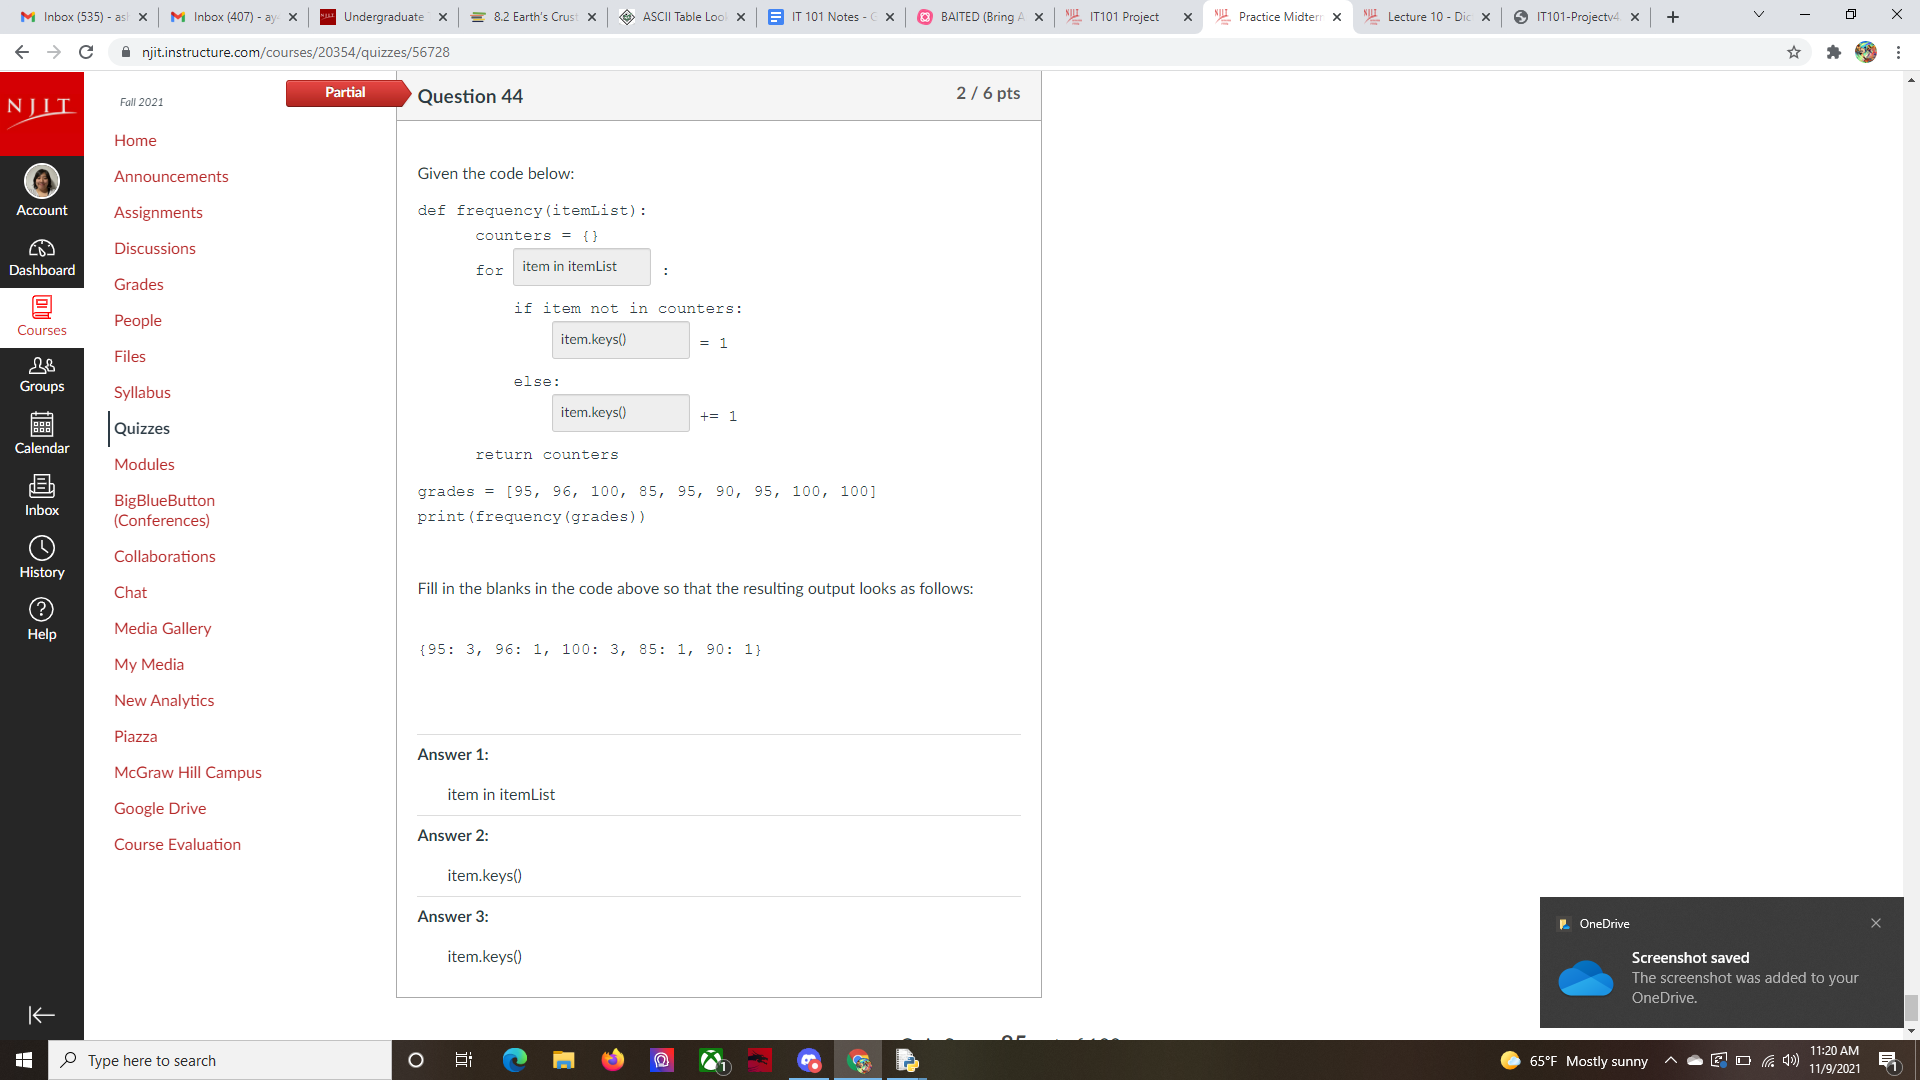 Inbox (535) - asl
Inbox (407) - ay
Undergraduate
8.2 Earth's Crust
ASCII Table Loo
IT 101 Notes - G
BAITED (Bring A
IT101 Project
Practice Midterm
Lecture 10 - Dic
IT101-Projectv4
njit.instructure.com/courses/20354/quizzes/56728
NJIT
Account
Dashboard
Courses
Groups
Calendar
Inbox
History
Help
Fall 2021
Home
Announcements
Assignments
Discussions
Grades
People
Files
Syllabus
Quizzes
Modules
BigBlueButton
(Conferences)
Collaborations
Chat
Media Gallery
My Media
New Analytics
Piazza
McGraw Hill Campus
Google Drive
Course Evaluation
Partial
Question 44
2 / 6 pts
Given the code below:
def frequency(itemList):
counters = {}
for item in itemList :
if item not in counters:
item.keys() = 1
else:
item.keys() += 1
return counters
grades = [95, 96, 100, 85, 95, 90, 95, 100, 100]
print(frequency(grades))
Fill in the blanks in the code above so that the resulting output looks as follows:
{95: 3, 96: 1, 100: 3, 85: 1, 90: 1}
Answer 1:
item in itemList
Answer 2:
item.keys()
Answer 3:
item.keys()
OneDrive
Screenshot saved
The screenshot was added to your
OneDrive.
Type here to search
1
65°F Mostly sunny
11:20 AM
11/9/2021
1